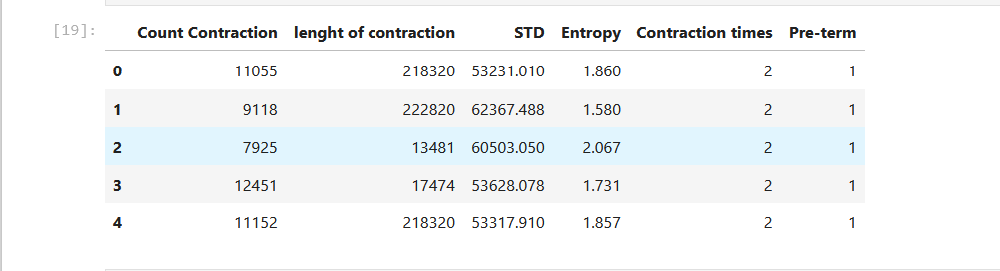 [19]:
Count Contraction lenght of contraction STD Entropy Contraction times Pre-term
0 11055 218320 53231.010 1.860 2 1
1 9118 222820 62367.488 1.580 2 1
2 7925 13481 60503.050 2.067 2 1
3 12451 17474 53628.078 1.731 2 1
4 11152 218320 53317.910 1.857 2 1